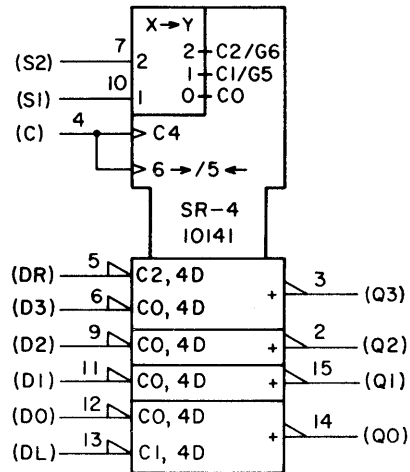 X→Y
7
(S2) 2 2 C2/G6
10 1 C1/G5
(S1) 1 0 C0
4
(C) C4
6→/5←
SR-4
10141
5
(DR) C2, 4D
6 + 3 (Q3)
(D3) C0, 4D
9 2
(D2) C0, 4D + (Q2)
11 15
(D1) C0, 4D + (Q1)
12
(D0) C0, 4D
13 + 14 (Q0)
(DL) C1, 4D